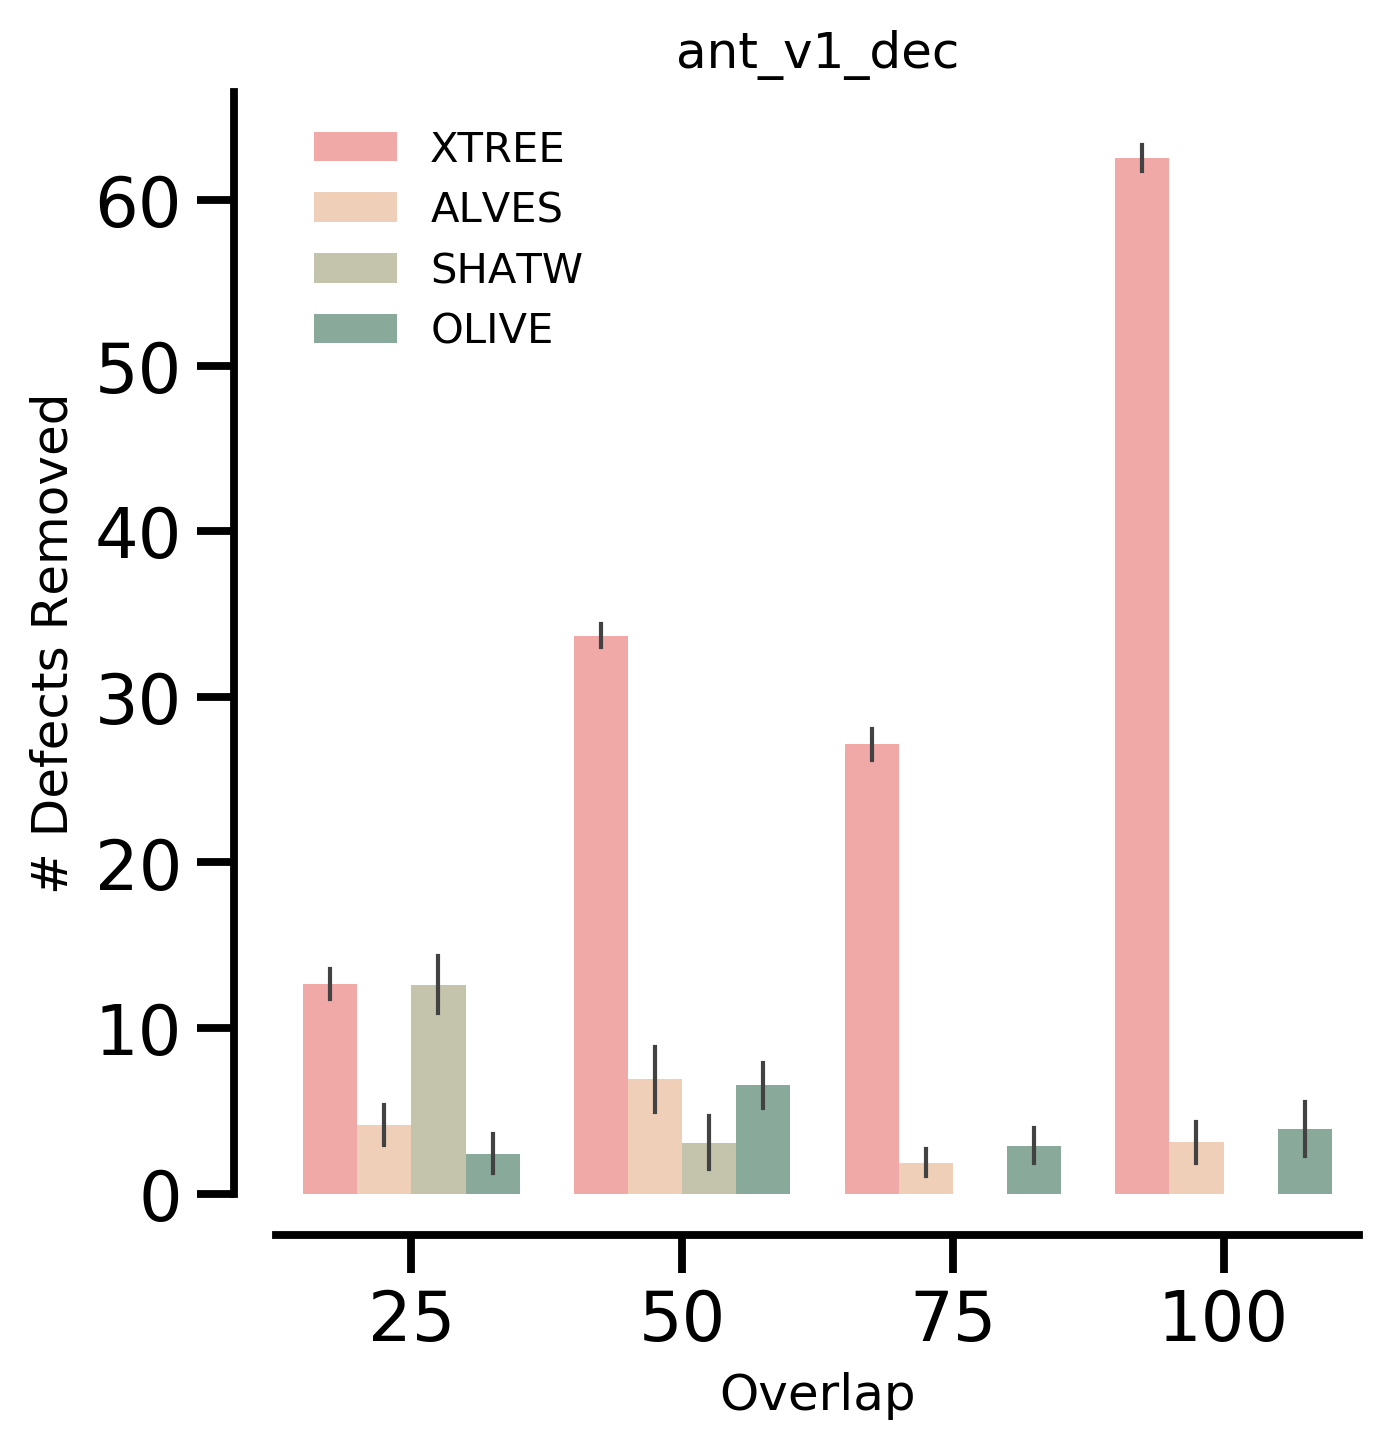 ant_v1_dec
XTREE
ALVES
SHATW
OLIVE
# Defects Removed
60
50
40
30
20
10
0
25 50 75 100
Overlap